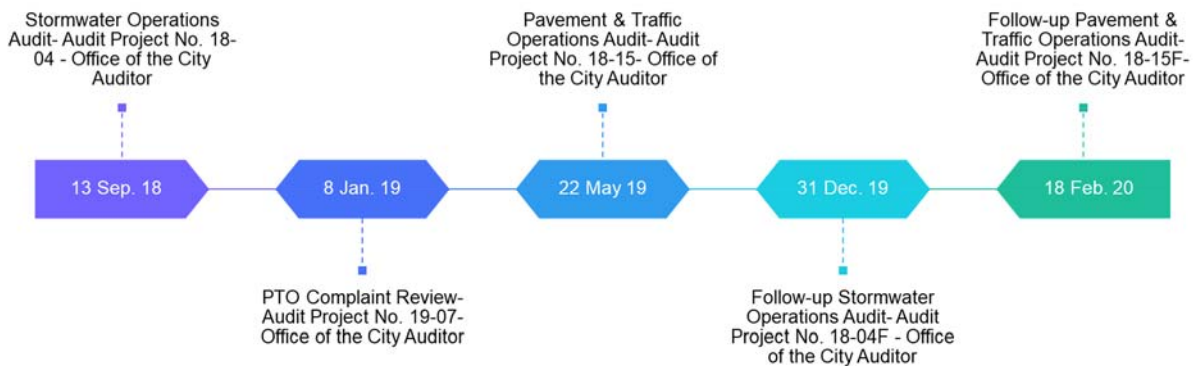 Stormwater Operations
Audit- Audit Project No. 18-
04 - Office of the City
Auditor
Pavement & Traffic
Operations Audit- Audit
Project No. 18-15- Office of
the City Auditor
Follow-up Pavement &
Traffic Operations Audit-
Audit Project No. 18-15F-
Office of the City Auditor
13 Sep. 18
8 Jan. 19
22 May 19
31 Dec. 19
18 Feb. 20
PTO Complaint Review-
Audit Project No. 19-07-
Office of the City Auditor
Follow-up Stormwater
Operations Audit- Audit
Project No. 18-04F - Office
of the City Auditor